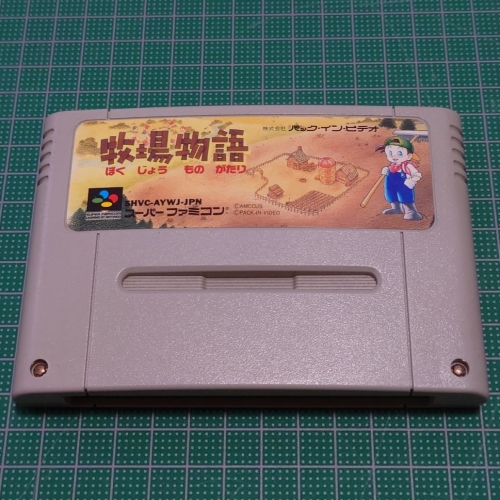 株式会社 パック・イン・ビデオ
牧場物語
ぼく じょう もの がたり
SHVC-AYWJ-JPN
スーパー ファミコン
©PACK-IN-VIDEO